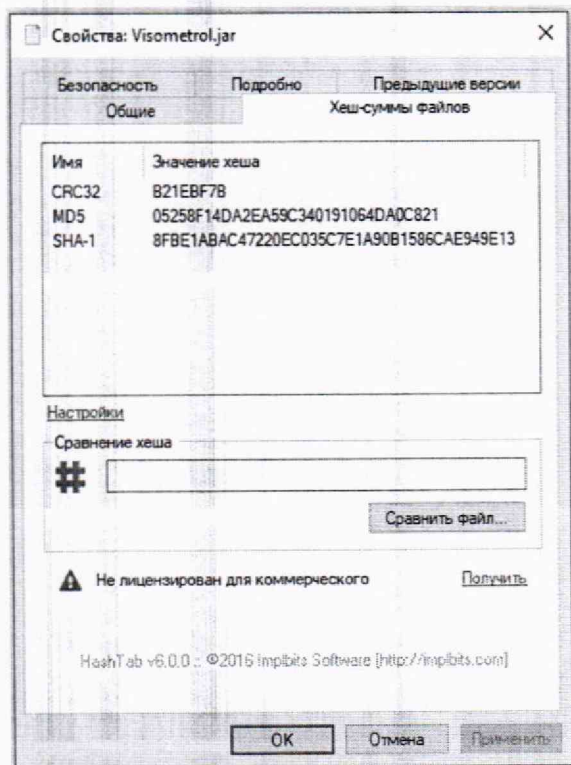 Свойства: Visometrol.jar
Безопасность Подробно Предыдущие версии
Общие Хеш-суммы файлов
Имя Значение хеша
CRC32 B21EBF7B
MD5 05258F14DA2EA59C340191064DA0C821
SHA-1 8FBE1ABAC47220EC035C7E1A90B1586CAE949E13
Настройки
Сравнение хеша
Сравнить файл...
Не лицензирован для коммерческого Получить
HashTab v6.0.0 :: ©2016 Implbits Software [http://implbits.com]
OK Отмена Применить